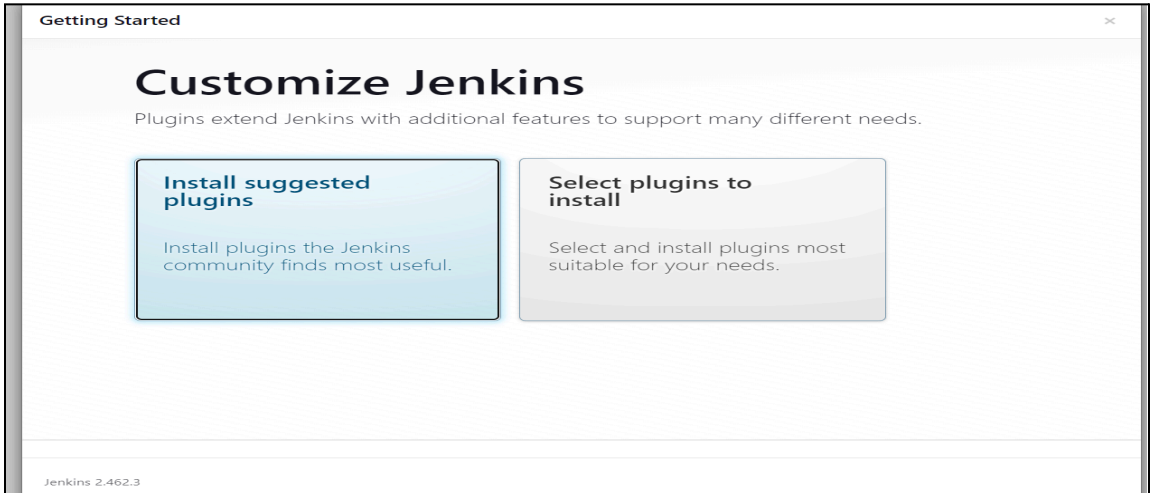 Getting Started
×
Customize Jenkins
Plugins extend Jenkins with additional features to support many different needs.
Install suggested
plugins
Install plugins the Jenkins
community finds most useful.
Select plugins to
install
Select and install plugins most
suitable for your needs.
Jenkins 2.462.3